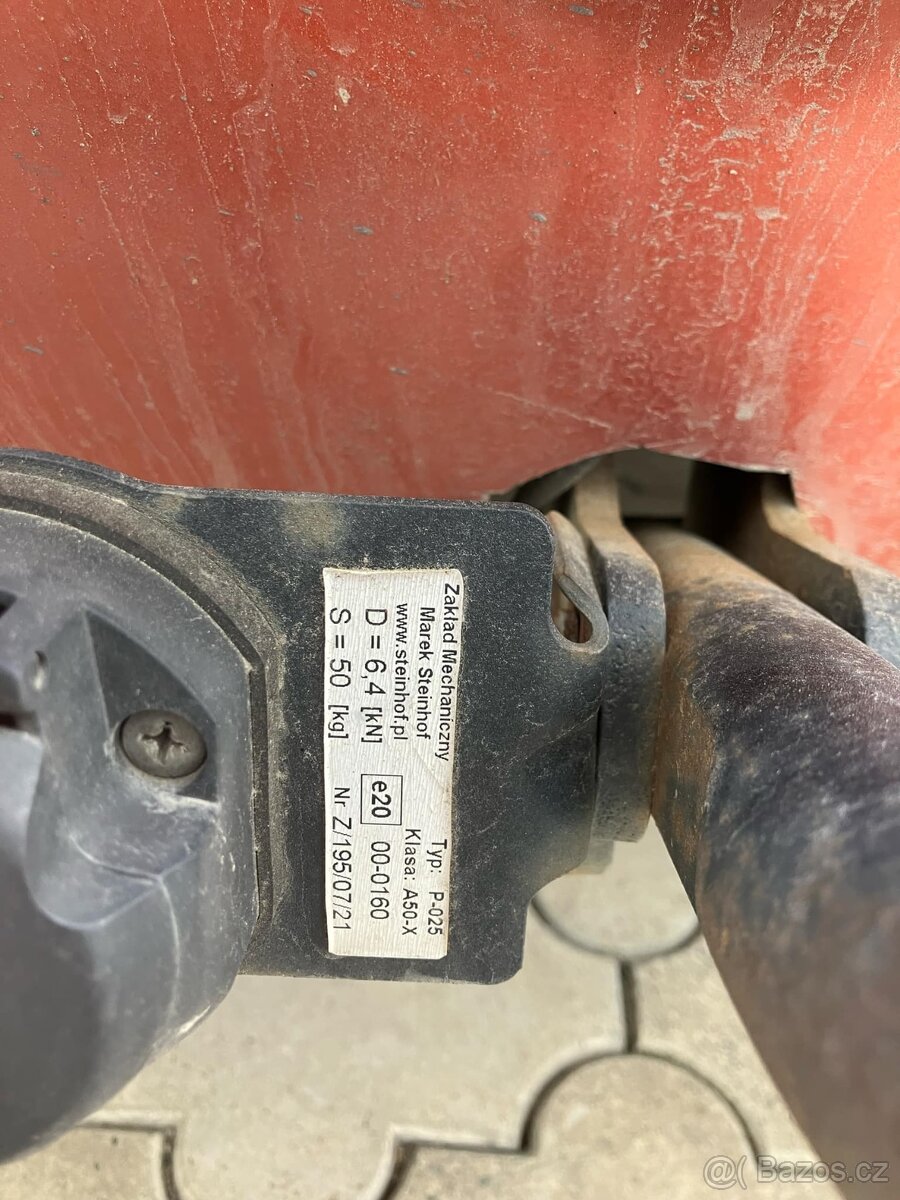 Zakład Mechaniczny
Marek Steinhof
www.steinhof.pl
D = 6,4 [kN]
S = 50 [kg]
Typ: P-025
Klasa: A50-X
e20 00-0160
Nr Z/195/07/21
@( Bazos.cz